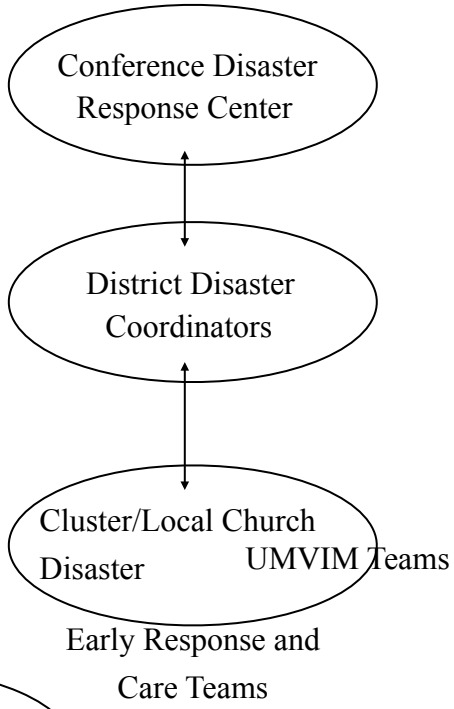 Conference Disaster
Response Center
District Disaster
Coordinators
Cluster/Local Church
Disaster
UMVIM Teams
Early Response and
Care Teams